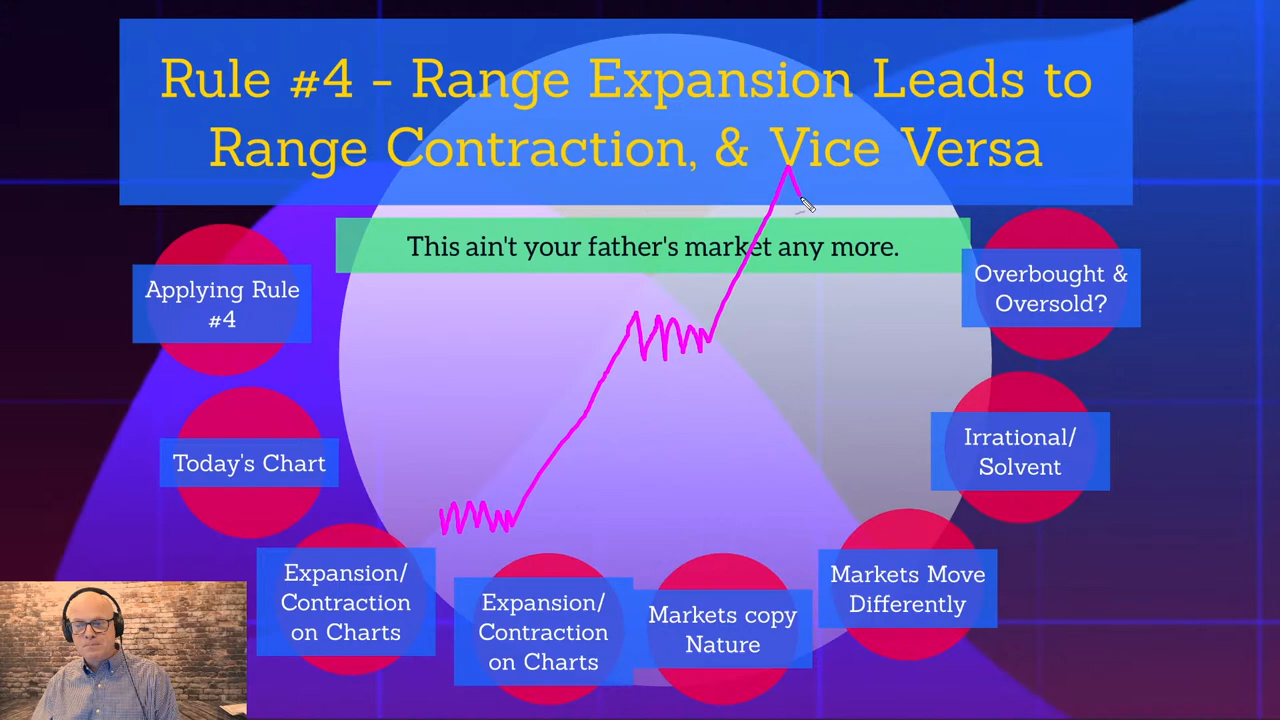 Rule #4 - Range Expansion Leads to
Range Contraction, & Vice Versa
This ain't your father's market any more.
Applying Rule
#4
Today's Chart
Expansion/
Contraction
on Charts
Expansion/
Contraction
on Charts
Markets copy
Nature
Markets Move
Differently
Irrational/
Solvent
Overbought &
Oversold?